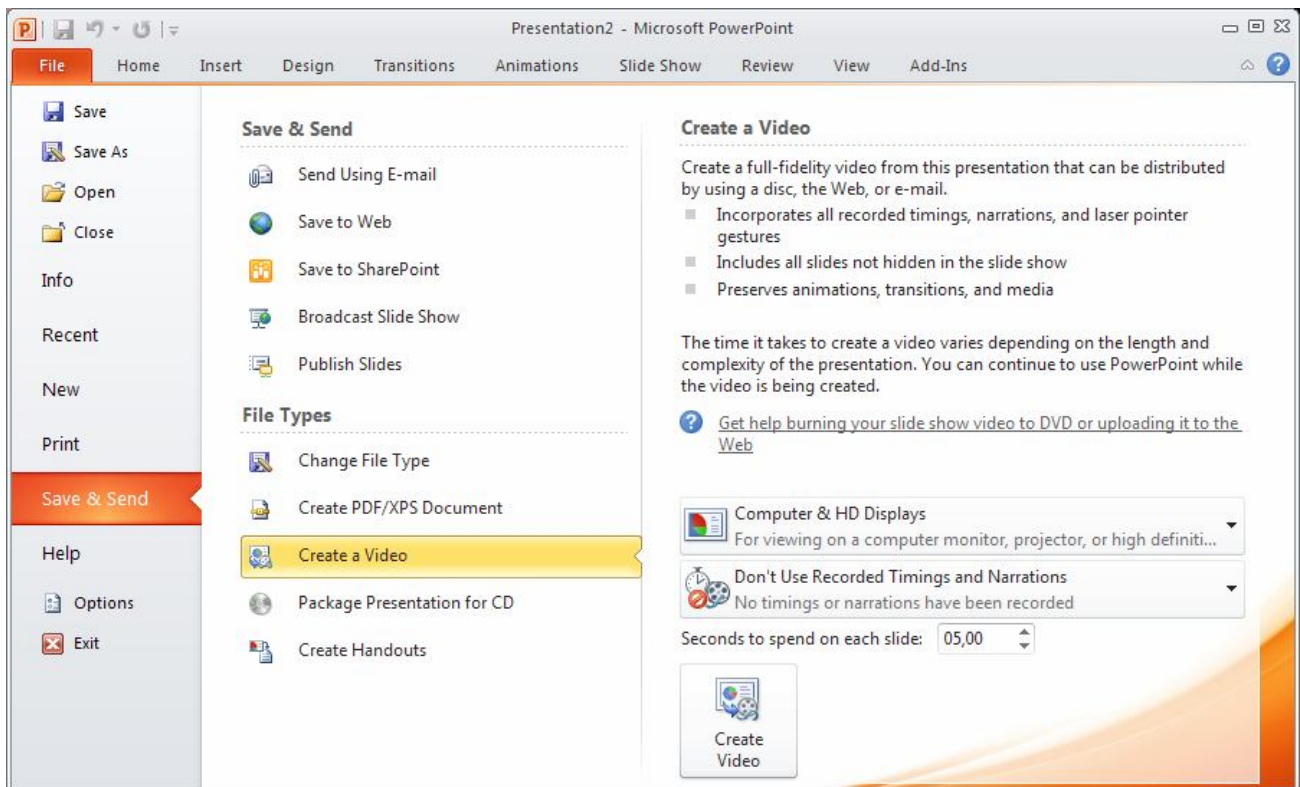 Presentation2 - Microsoft PowerPoint
File Home Insert Design Transitions Animations Slide Show Review View Add-Ins
Save
Save As
Open
Close
Info
Recent
New
Print
Save & Send
Help
Options
Exit
Save & Send
Send Using E-mail
Save to Web
Save to SharePoint
Broadcast Slide Show
Publish Slides
File Types
Change File Type
Create PDF/XPS Document
Create a Video
Package Presentation for CD
Create Handouts
Create a Video
Create a full-fidelity video from this presentation that can be distributed
by using a disc, the Web, or e-mail.
Incorporates all recorded timings, narrations, and laser pointer
gestures
Includes all slides not hidden in the slide show
Preserves animations, transitions, and media
The time it takes to create a video varies depending on the length and
complexity of the presentation. You can continue to use PowerPoint while
the video is being created.
Get help burning your slide show video to DVD or uploading it to the
Web
Computer & HD Displays
For viewing on a computer monitor, projector, or high definiti...
Don't Use Recorded Timings and Narrations
No timings or narrations have been recorded
Seconds to spend on each slide: 05,00
Create
Video